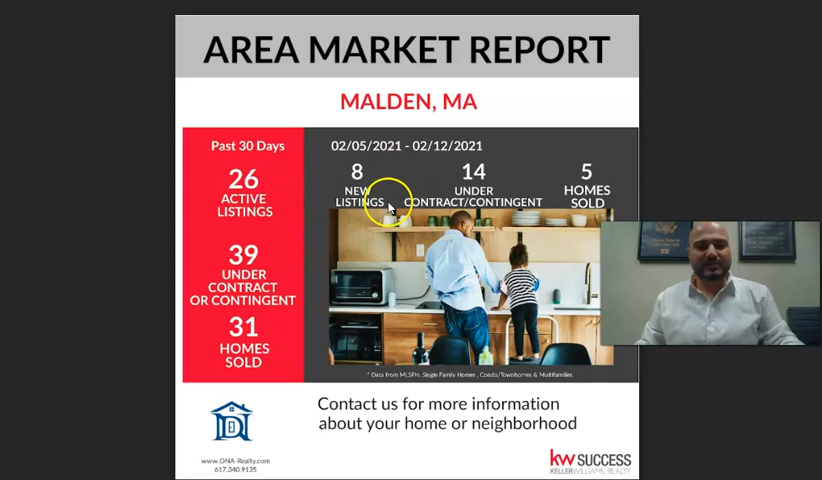 AREA MARKET REPORT
MALDEN, MA
Past 30 Days
26
ACTIVE
LISTINGS
39
UNDER
CONTRACT
OR CONTINGENT
31
HOMES
SOLD
02/05/2021 - 02/12/2021
8
NEW
LISTINGS
14
UNDER
CONTRACT/CONTINGENT
5
HOMES
SOLD
* Data from MLSPin. Single Family Homes , Condo/Townhomes & Multifamilies.
Contact us for more information
about your home or neighborhood
www.DNA-Realty.com
617.340.9135
kw SUCCESS
KELLERWILLIAMS. REALTY